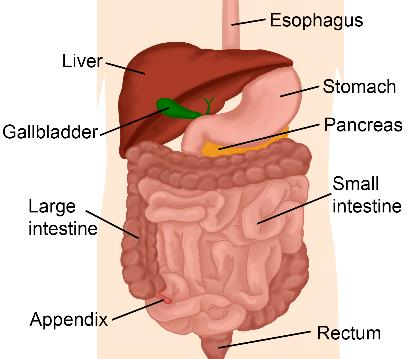 Esophagus
Liver
Stomach
Gallbladder
Pancreas
Small
intestine
Large
intestine
Appendix
Rectum